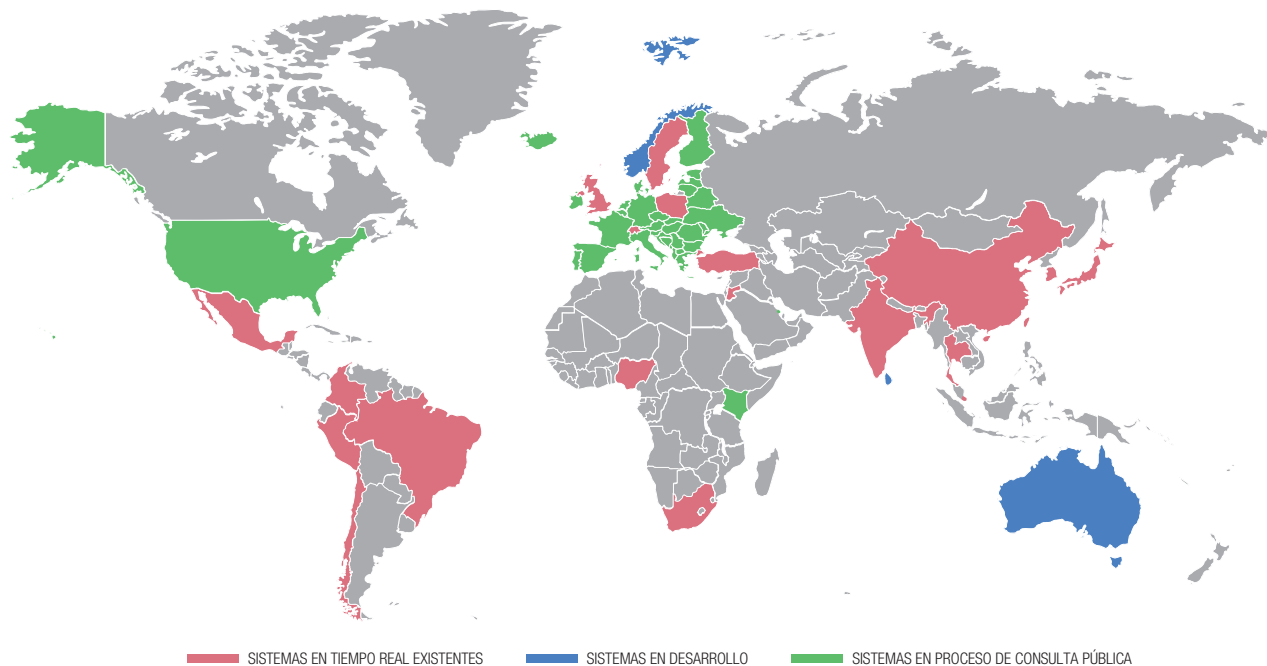 SISTEMAS EN TIEMPO REAL EXISTENTES
SISTEMAS EN DESARROLLO
SISTEMAS EN PROCESO DE CONSULTA PÚBLICA